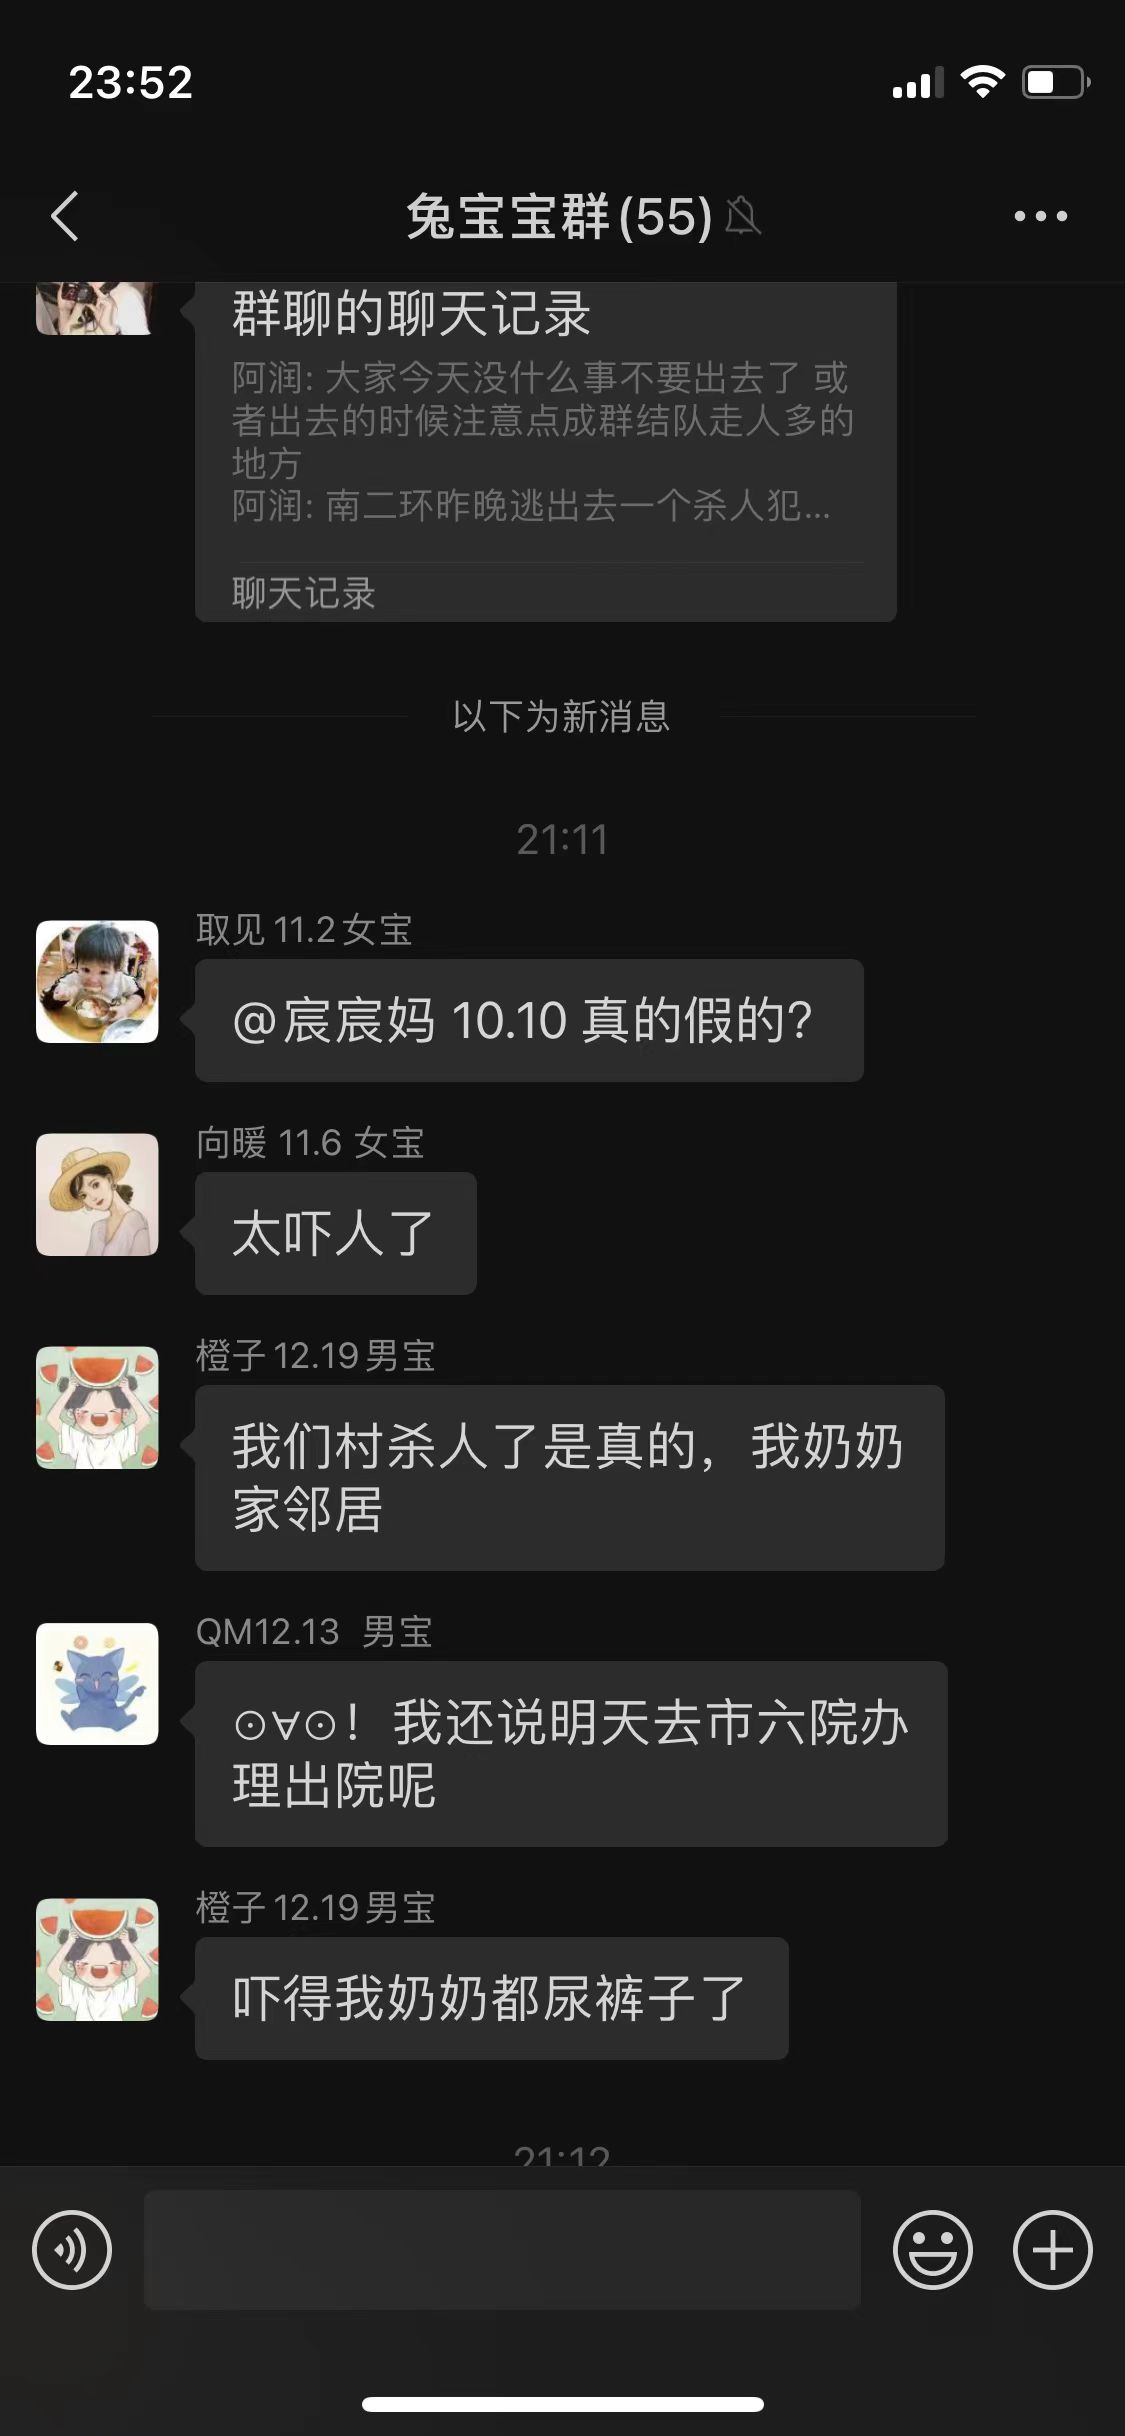 23:52
兔宝宝群(55)
群聊的聊天记录
阿润: 大家今天没什么事不要出去了 或
者出去的时候注意点成群结队走人多的
地方
阿润: 南二环昨晚逃出去一个杀人犯...
聊天记录
以下为新消息
21:11
取见 11.2女宝
@宸宸妈 10.10 真的假的?
向暖 11.6 女宝
太吓人了
橙子 12.19男宝
我们村杀人了是真的，我奶奶
家邻居
QM12.13 男宝
⊙∀⊙！我还说明天去市六院办
理出院呢
橙子 12.19男宝
吓得我奶奶都尿裤子了
21:12